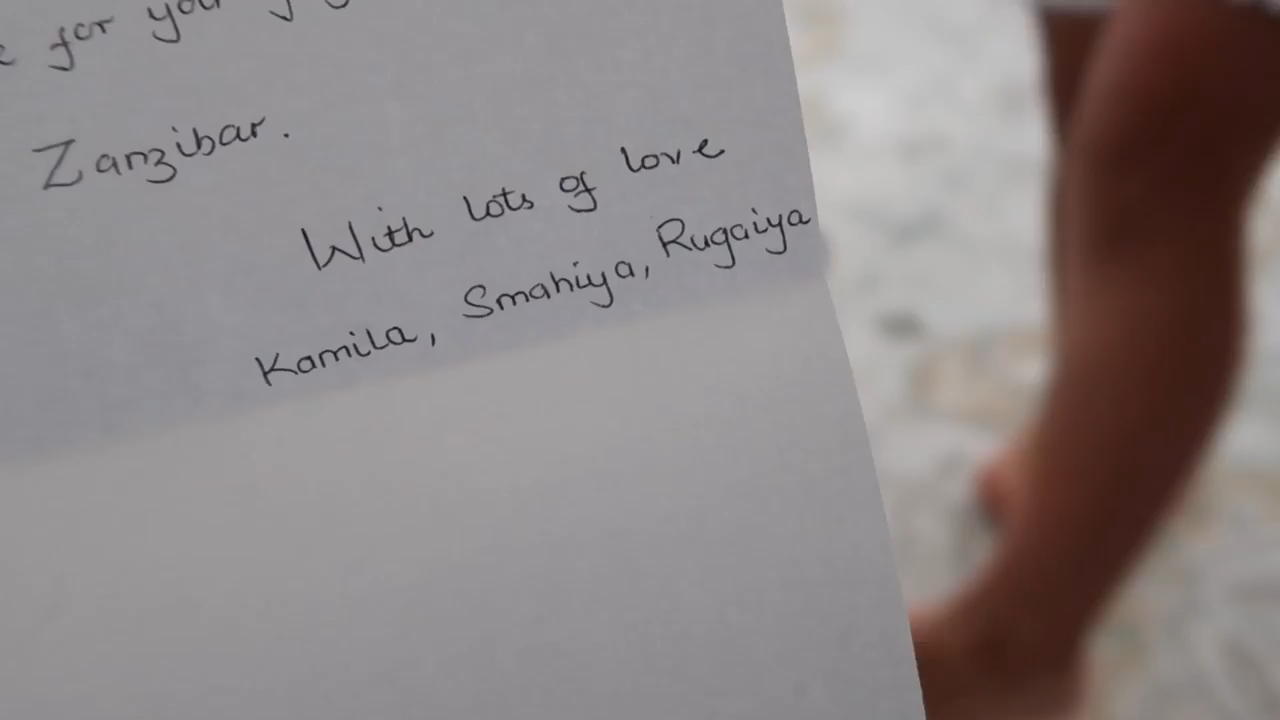 for you
Zanzibar.
With lots of love
Kamila, Smahiya, Rugaiya